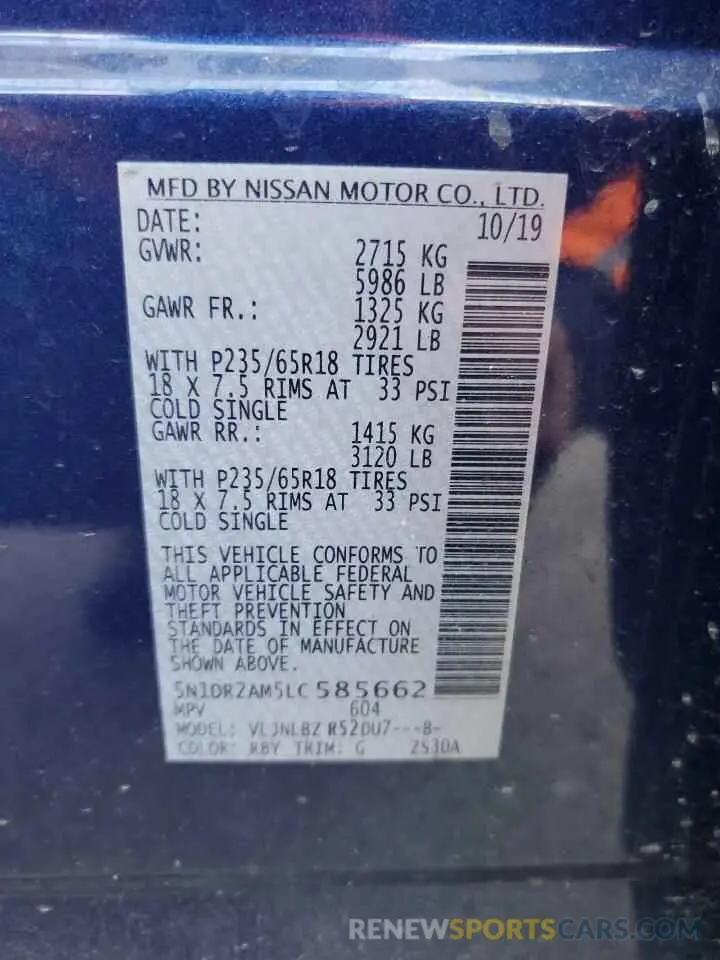 MFD BY NISSAN MOTOR CO., LTD.
DATE: 10/19
GVWR: 2715 KG
5986 LB
GAWR FR.: 1325 KG
2921 LB
WITH P235/65R18 TIRES
18 X 7.5 RIMS AT 33 PSI
COLD SINGLE
GAWR RR.: 1415 KG
3120 LB
WITH P235/65R18 TIRES
18 X 7.5 RIMS AT 33 PSI
COLD SINGLE
THIS VEHICLE CONFORMS TO
ALL APPLICABLE FEDERAL
MOTOR VEHICLE SAFETY AND
THEFT PREVENTION
STANDARDS IN EFFECT ON
THE DATE OF MANUFACTURE
SHOWN ABOVE.
5N1DR2AM5LC585662
MPV 604
MODEL: VLJNLBZ R52DU7---B-
COLOR: RBY TRIM: G 2S30A
RENEWSPORTSCARS.COM